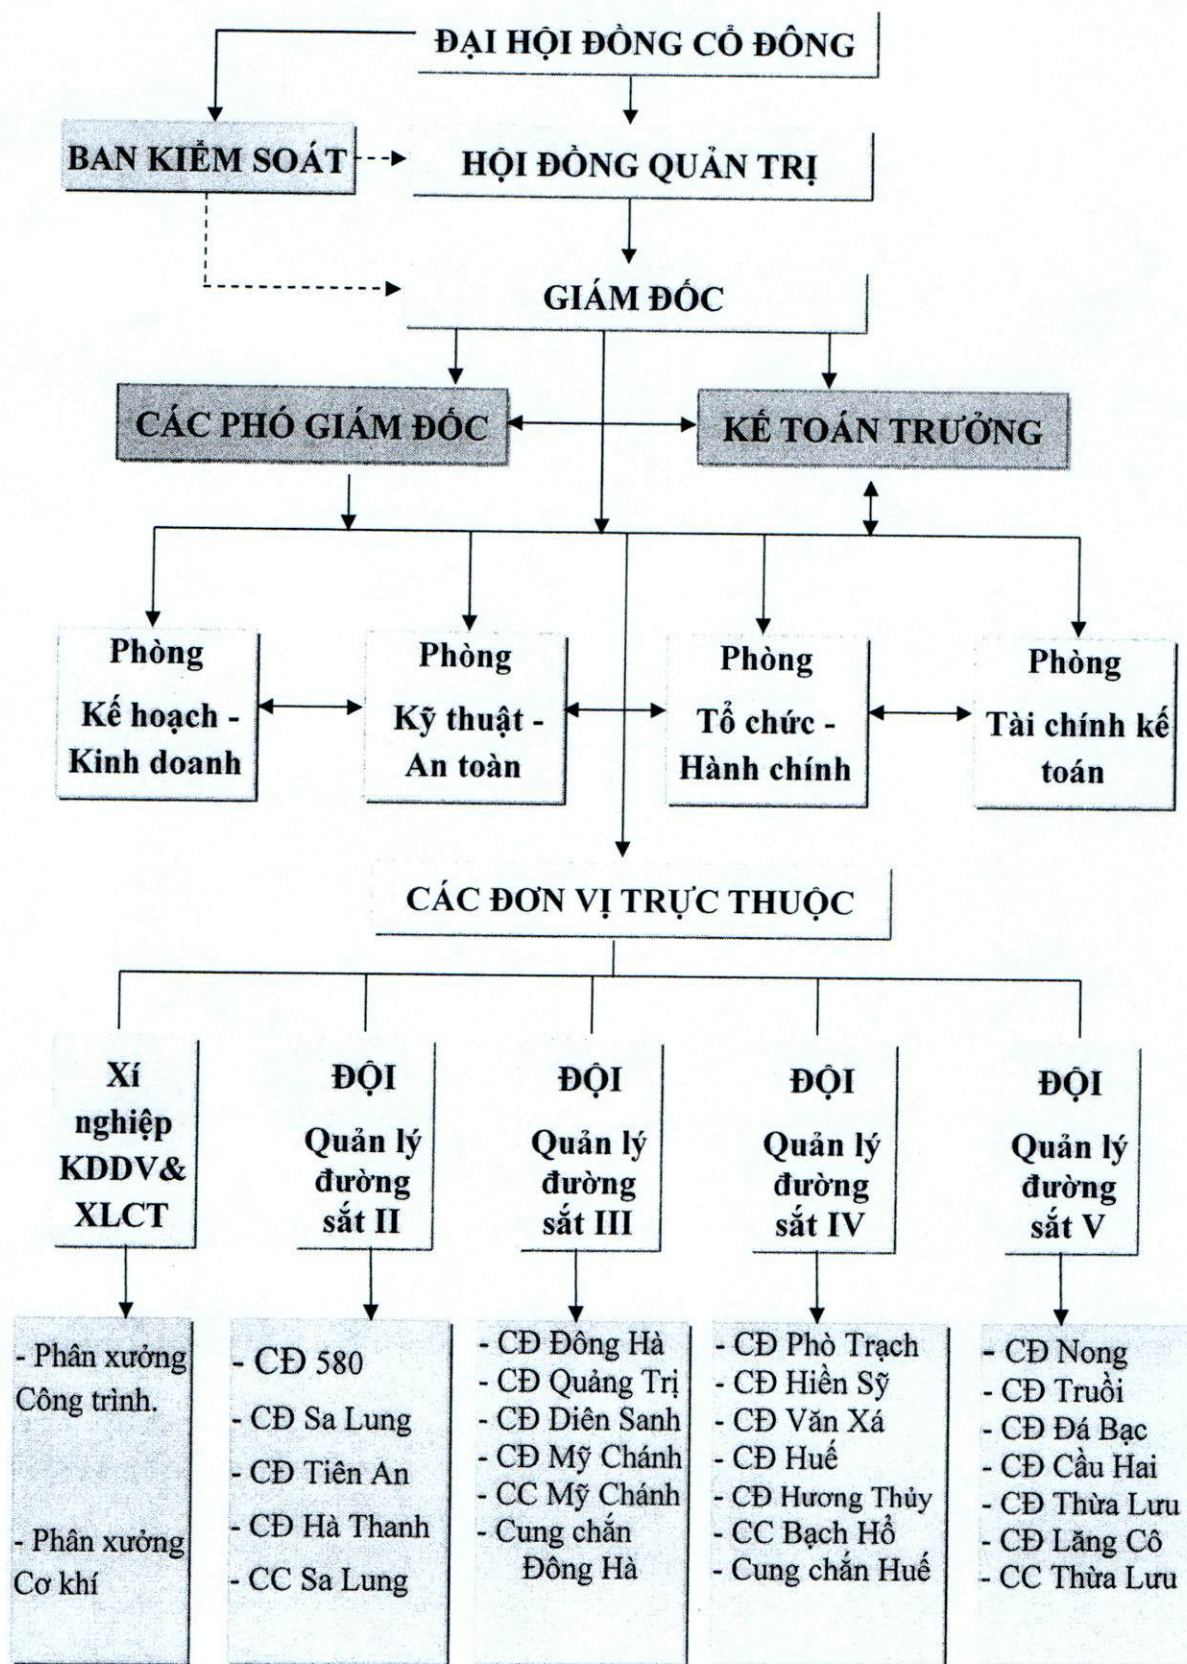 ĐẠI HỘI ĐỒNG CỔ ĐÔNG
BAN KIỂM SOÁT
HỘI ĐỒNG QUẢN TRỊ
GIÁM ĐỐC
CÁC PHÓ GIÁM ĐỐC
KẾ TOÁN TRƯỞNG
Phòng
Kế hoạch -
Kinh doanh
Phòng
Kỹ thuật -
An toàn
Phòng
Tổ chức -
Hành chính
Phòng
Tài chính kế
toán
CÁC ĐƠN VỊ TRỰC THUỘC
Xí
nghiệp
KDDV&
XLCT
ĐỘI
Quản lý
đường
sắt II
ĐỘI
Quản lý
đường
sắt III
ĐỘI
Quản lý
đường
sắt IV
ĐỘI
Quản lý
đường
sắt V
- Phân xưởng
Công trình.
- Phân xưởng
Cơ khí
- CĐ 580
- CĐ Sa Lung
- CĐ Tiên An
- CĐ Hà Thanh
- CC Sa Lung
- CĐ Đông Hà
- CĐ Quảng Trị
- CĐ Diên Sanh
- CĐ Mỹ Chánh
- CC Mỹ Chánh
- Cung chắn
Đông Hà
- CĐ Phò Trạch
- CĐ Hiền Sỹ
- CĐ Văn Xá
- CĐ Huế
- CĐ Hương Thủy
- CC Bạch Hổ
- Cung chắn Huế
- CĐ Nong
- CĐ Truồi
- CĐ Đá Bạc
- CĐ Cầu Hai
- CĐ Thừa Lưu
- CĐ Lăng Cô
- CC Thừa Lưu